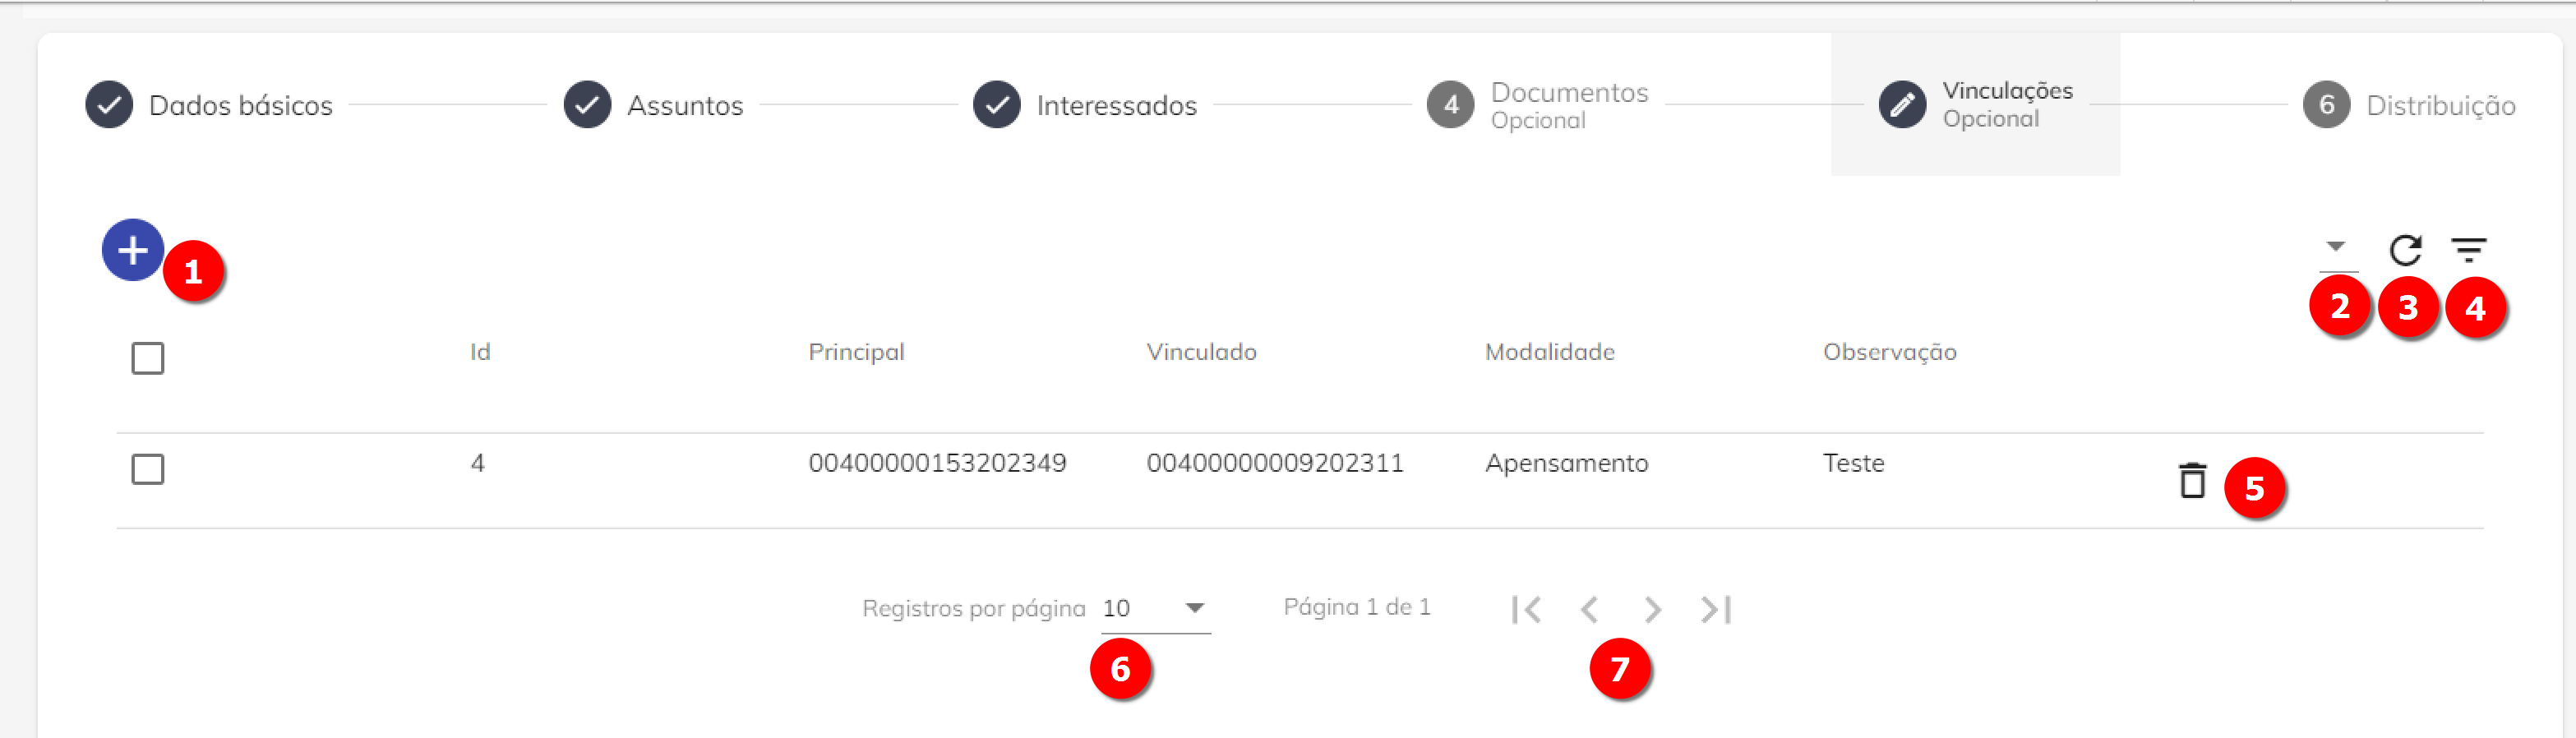 Dados básicos
Assuntos
Interessados
4 Documentos
Opcional
Vinculações
Opcional
6 Distribuição
1
2 3 4
Id Principal Vinculado Modalidade Observação
4 00400000153202349 00400000009202311 Apensamento Teste
5
Registros por página 10 Página 1 de 1
6 7